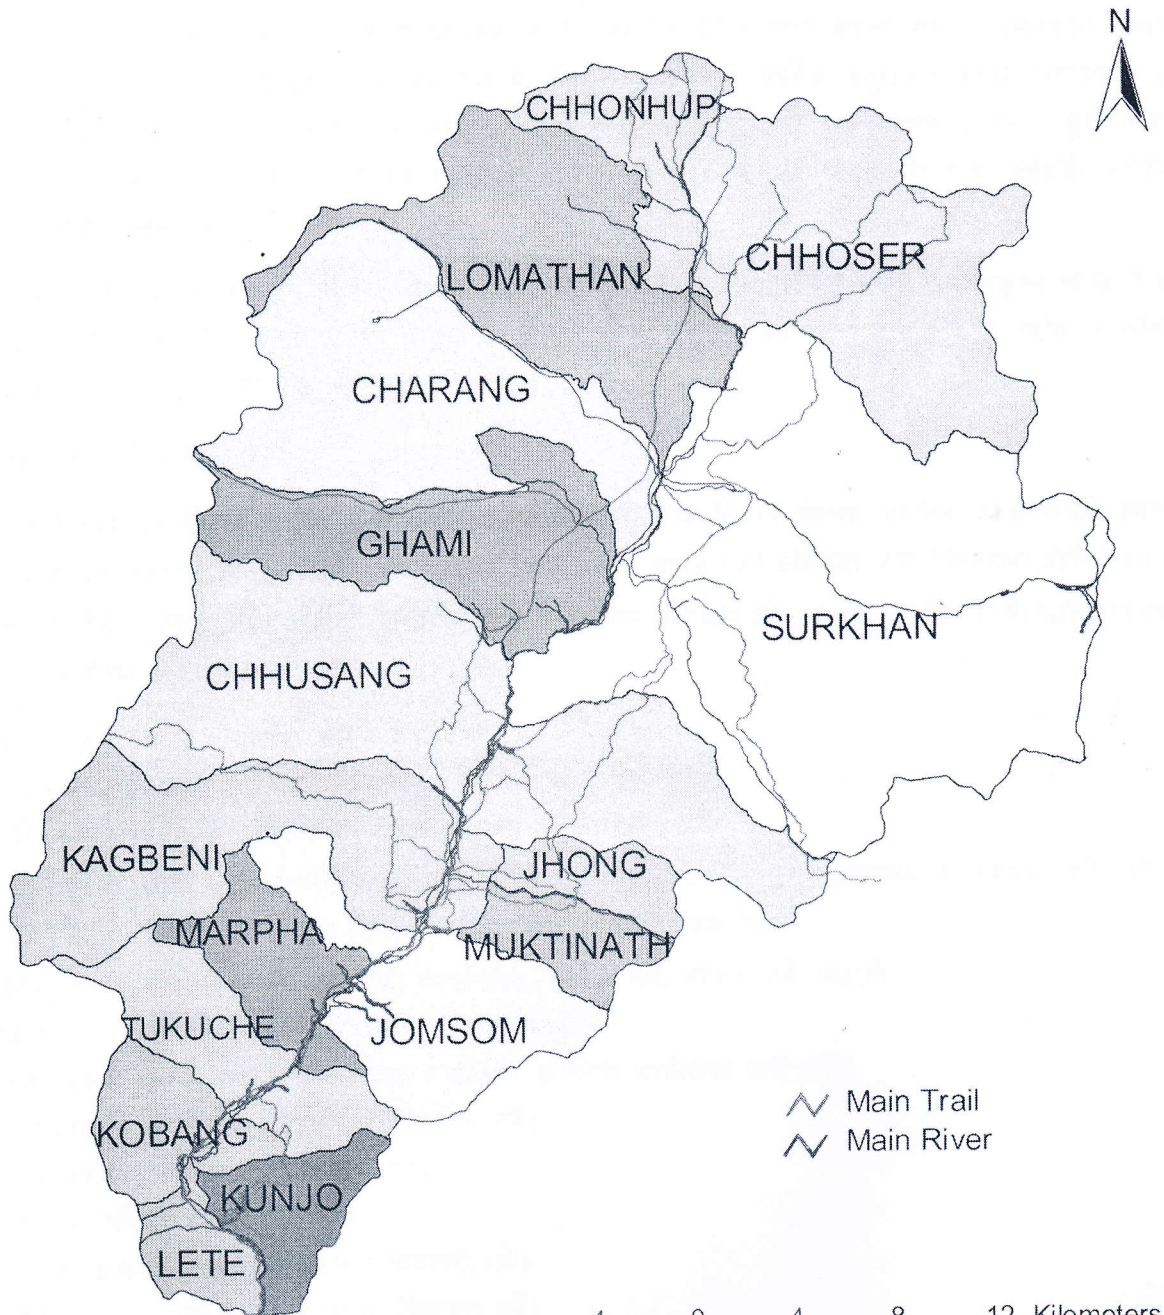 N
CHHONHUP
CHHOSER
LOMATHAN
CHARANG
GHAMI
SURKHAN
CHHUSANG
KAGBENI
JHONG
MARPHA
MUKTINATH
TUKUCHE
JOMSOM
Main Trail
KOBANG
Main River
KUNJO
LETE
4 0 4 8 12 Kilometers